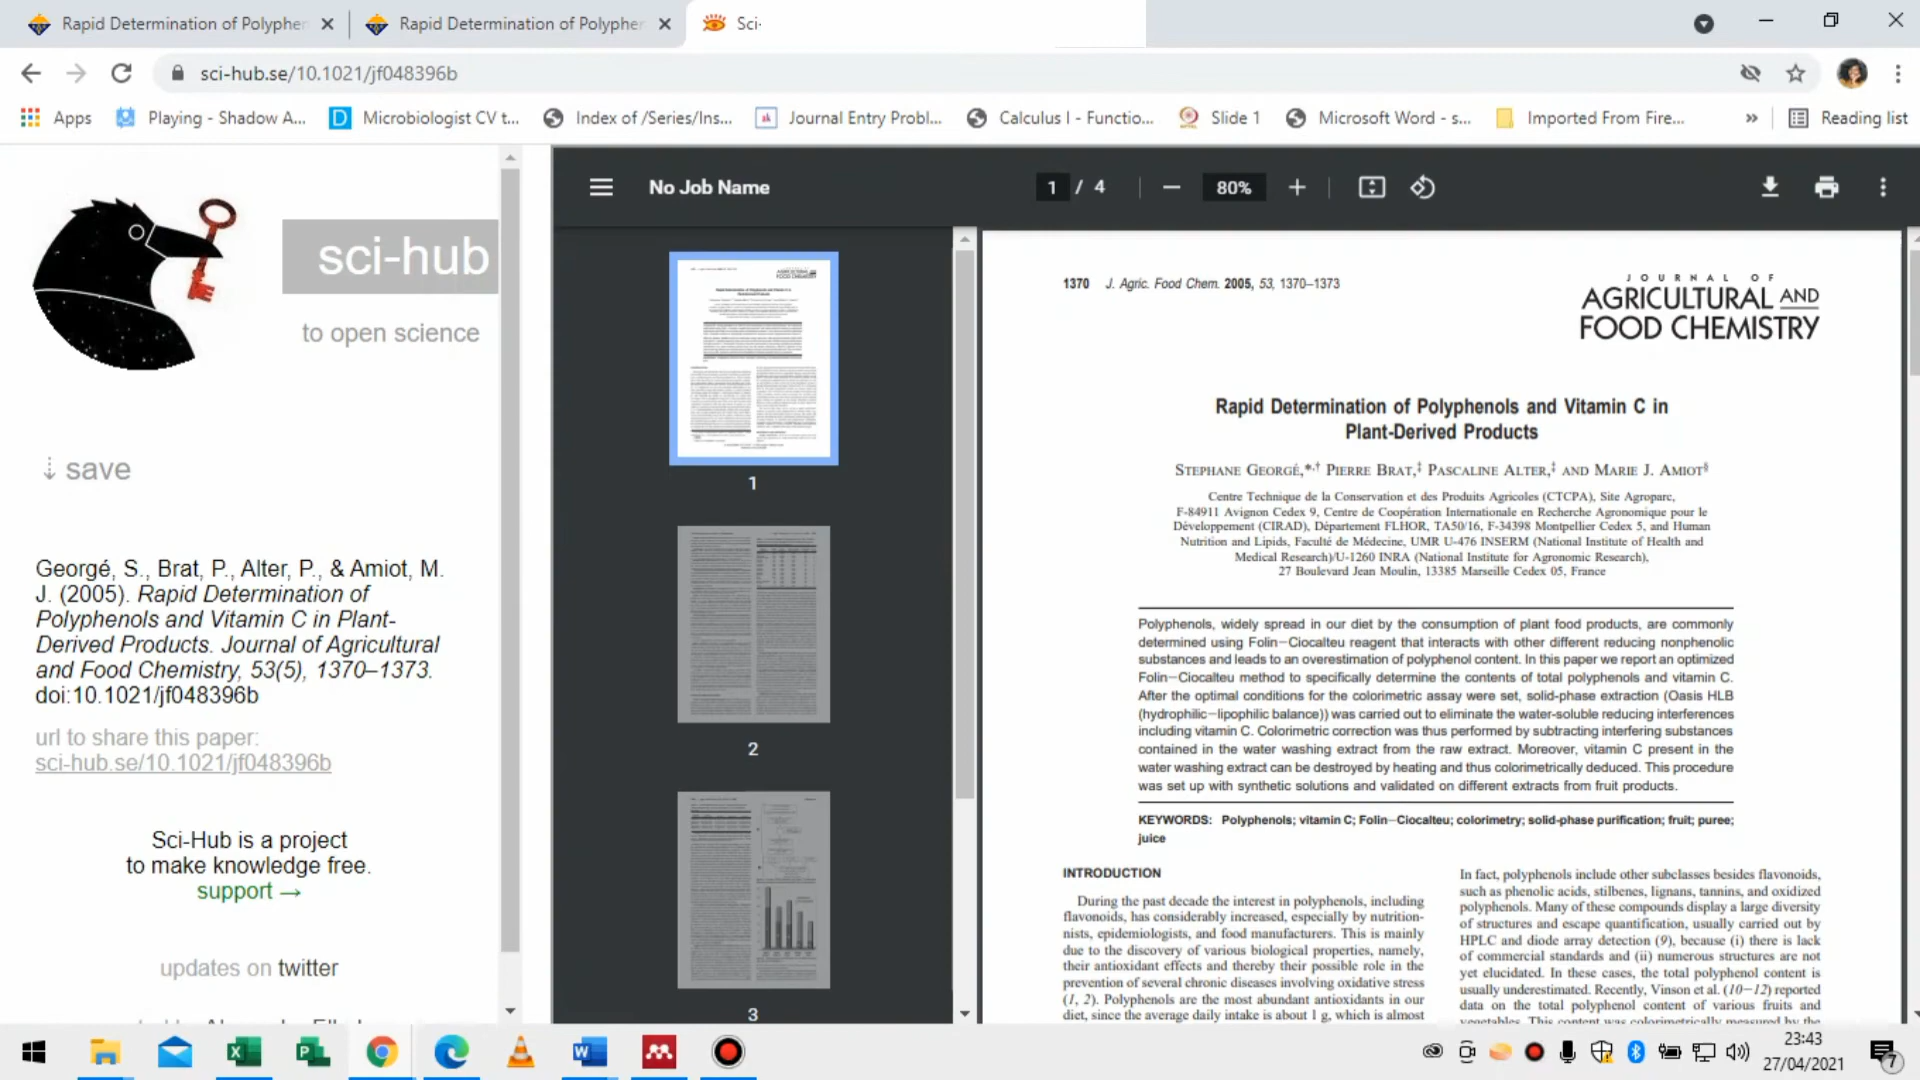 Rapid Determination of Polyphen
Rapid Determination of Polypher
Sci-
sci-hub.se/10.1021/jf048396b
Apps
Playing - Shadow A...
Microbiologist CV t...
Index of /Series/Ins...
Journal Entry Probl...
Calculus I - Functio...
Slide 1
Microsoft Word - s...
Imported From Fire...
»
Reading list
sci-hub
to open science
↓ save
Georgé, S., Brat, P., Alter, P., & Amiot, M.
J. (2005). Rapid Determination of
Polyphenols and Vitamin C in Plant-
Derived Products. Journal of Agricultural
and Food Chemistry, 53(5), 1370–1373.
doi:10.1021/jf048396b
url to share this paper:
sci-hub.se/10.1021/jf048396b
Sci-Hub is a project
to make knowledge free.
support →
updates on twitter
No Job Name
1 / 4
80%
1
2
3
1370 J. Agric. Food Chem. 2005, 53, 1370–1373
JOURNAL OF
AGRICULTURAL AND
FOOD CHEMISTRY
Rapid Determination of Polyphenols and Vitamin C in
Plant-Derived Products
STEPHANE GEORGÉ,*,† PIERRE BRAT,‡ PASCALINE ALTER,‡ AND MARIE J. AMIOT§
Centre Technique de la Conservation et des Produits Agricoles (CTCPA), Site Agroparc,
F-84911 Avignon Cedex 9, Centre de Coopération Internationale en Recherche Agronomique pour le
Développement (CIRAD), Département FLHOR, TA50/16, F-34398 Montpellier Cedex 5, and Human
Nutrition and Lipids, Faculté de Médecine, UMR U-476 INSERM (National Institute of Health and
Medical Research)/U-1260 INRA (National Institute for Agronomic Research),
27 Boulevard Jean Moulin, 13385 Marseille Cedex 05, France
Polyphenols, widely spread in our diet by the consumption of plant food products, are commonly
determined using Folin−Ciocalteu reagent that interacts with other different reducing nonphenolic
substances and leads to an overestimation of polyphenol content. In this paper we report an optimized
Folin−Ciocalteu method to specifically determine the contents of total polyphenols and vitamin C.
After the optimal conditions for the colorimetric assay were set, solid-phase extraction (Oasis HLB
(hydrophilic−lipophilic balance)) was carried out to eliminate the water-soluble reducing interferences
including vitamin C. Colorimetric correction was thus performed by subtracting interfering substances
contained in the water washing extract from the raw extract. Moreover, vitamin C present in the
water washing extract can be destroyed by heating and thus colorimetrically deduced. This procedure
was set up with synthetic solutions and validated on different extracts from fruit products.
KEYWORDS: Polyphenols; vitamin C; Folin−Ciocalteu; colorimetry; solid-phase purification; fruit; puree;
juice
INTRODUCTION
During the past decade the interest in polyphenols, including
flavonoids, has considerably increased, especially by nutrition-
nists, epidemiologists, and food manufacturers. This is mainly
due to the discovery of various biological properties, namely,
their antioxidant effects and thereby their possible role in the
prevention of several chronic diseases involving oxidative stress
(1, 2). Polyphenols are the most abundant antioxidants in our
diet, since the average daily intake is about 1 g, which is almost
In fact, polyphenols include other subclasses besides flavonoids,
such as phenolic acids, stilbenes, lignans, tannins, and oxidized
polyphenols. Many of these compounds display a large diversity
of structures and escape quantification, usually carried out by
HPLC and diode array detection (9), because (i) there is lack
of commercial standards and (ii) numerous structures are not
yet elucidated. In these cases, the total polyphenol content is
usually underestimated. Recently, Vinson et al. (10−12) reported
data on the total polyphenol content of various fruits and
vegetables. This content was colorimetrically measured by the
23:43
27/04/2021
7